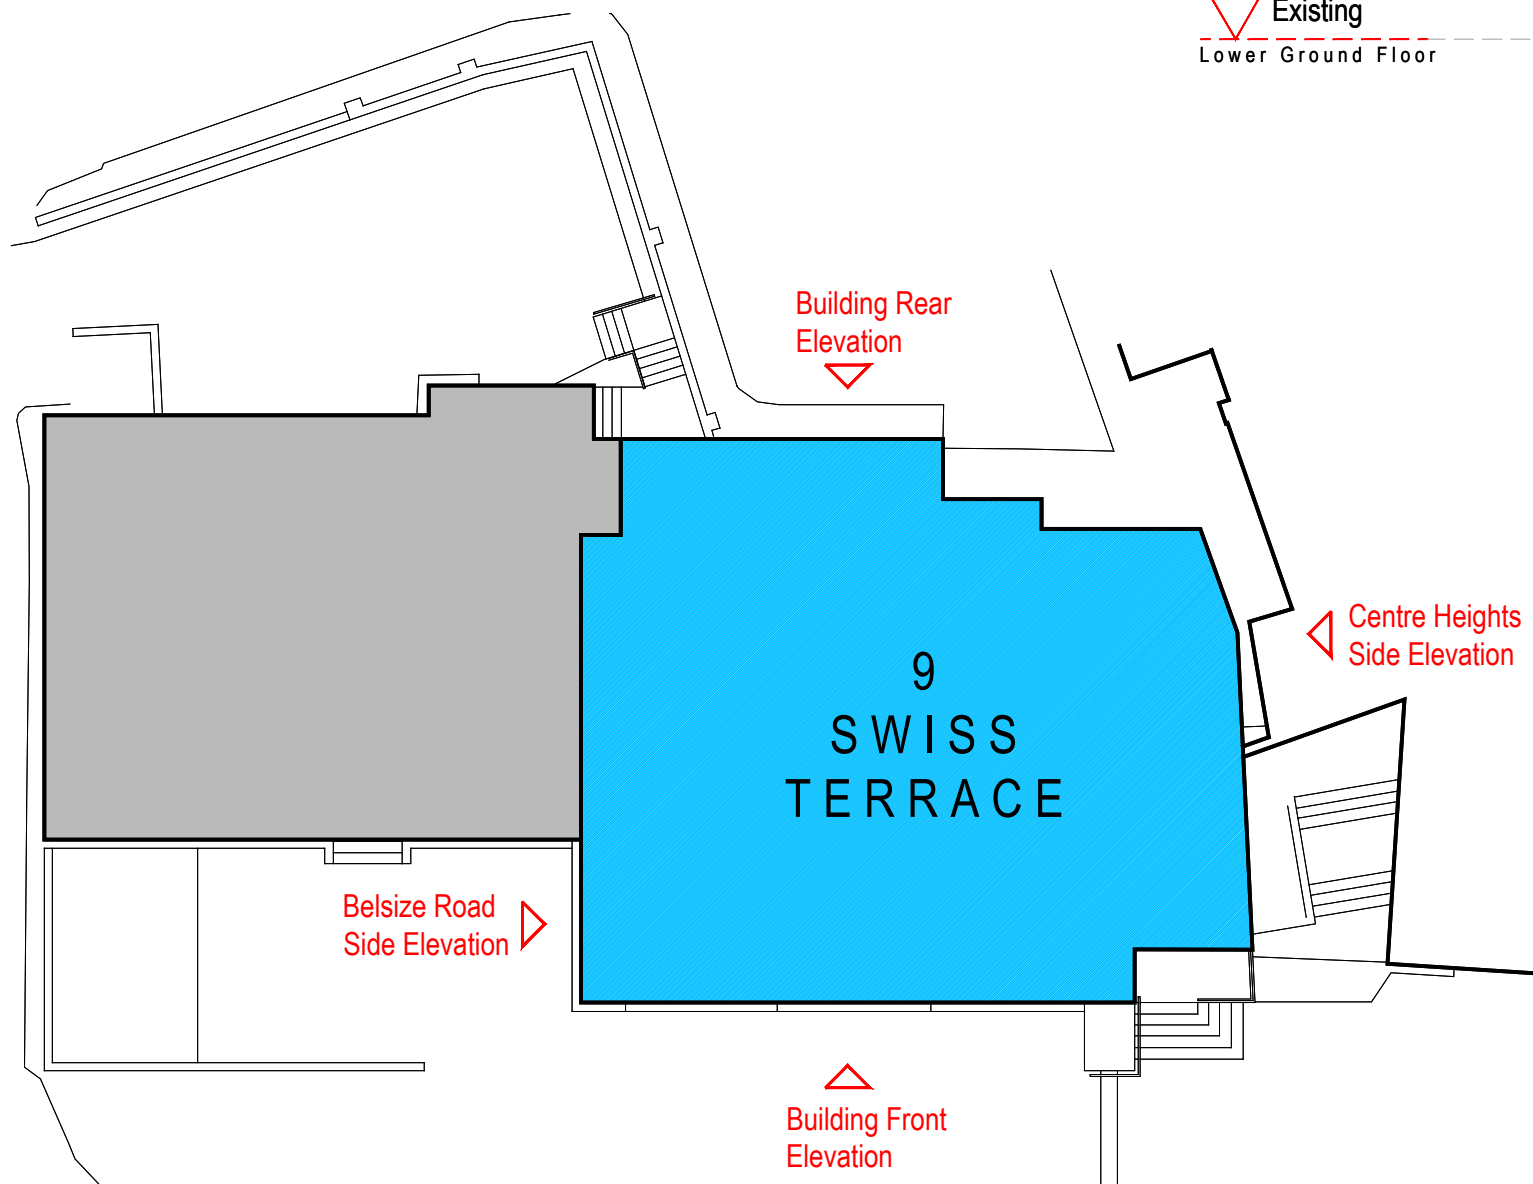 Existing
Lower Ground Floor
Building Rear
Elevation
Centre Heights
Side Elevation
9
SWISS
TERRACE
Belsize Road
Side Elevation
Building Front
Elevation